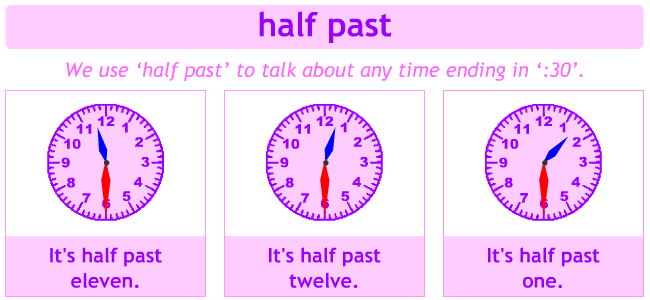 half past
We use ‘half past’ to talk about any time ending in ‘:30’.
12
11 1
10 2
9 3
8 4
7 5
6
It's half past
eleven.
12
11 1
10 2
9 3
8 4
7 5
6
It's half past
twelve.
12
11 1
10 2
9 3
8 4
7 5
6
It's half past
one.